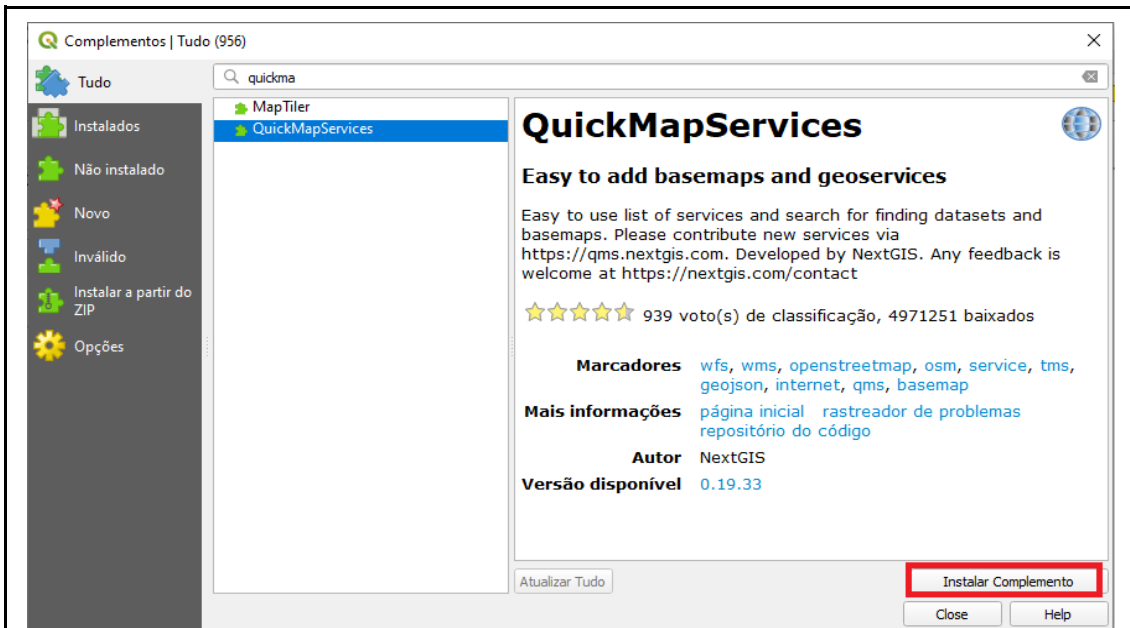 Complementos | Tudo (956)
Tudo
Instalados
Não instalado
Novo
Inválido
Instalar a partir do
ZIP
Opções
quickma
MapTiler
QuickMapServices
QuickMapServices
Easy to add basemaps and geoservices
Easy to use list of services and search for finding datasets and
basemaps. Please contribute new services via
https://qms.nextgis.com. Developed by NextGIS. Any feedback is
welcome at https://nextgis.com/contact
939 voto(s) de classificação, 4971251 baixados
Marcadores wfs, wms, openstreetmap, osm, service, tms,
geojson, internet, qms, basemap
Mais informações página inicial rastreador de problemas
repositório do código
Autor NextGIS
Versão disponível 0.19.33
Atualizar Tudo Instalar Complemento
Close Help